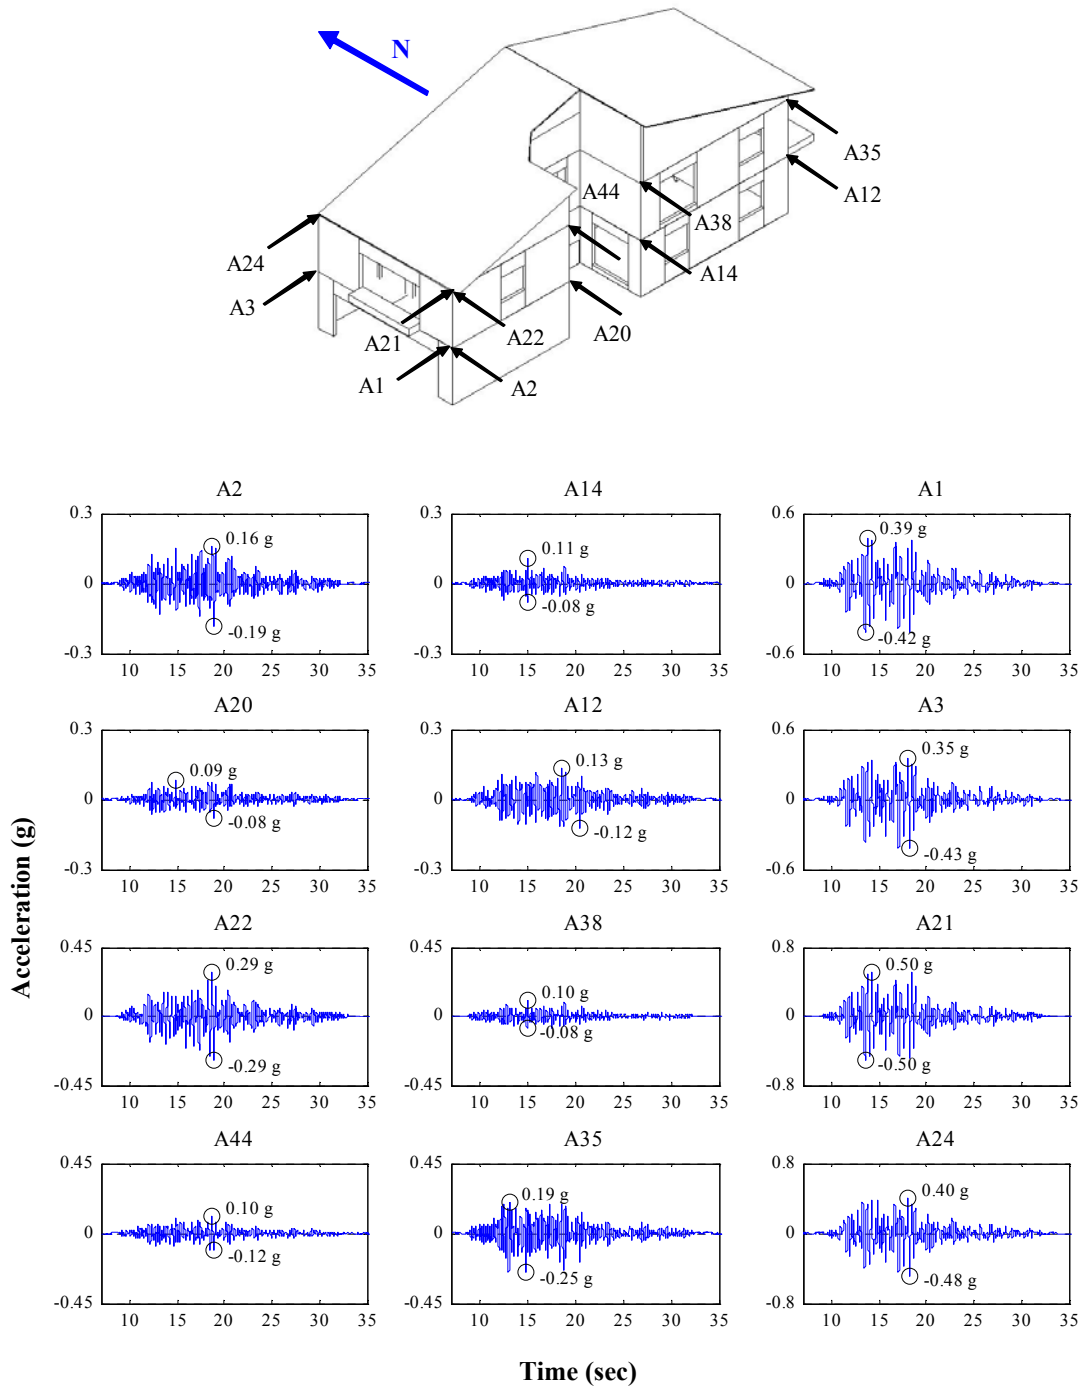 N
A35
A12
A44
A38
A24
A14
A3
A21
A22
A20
A1
A2
A2
A14
A1
0.3
0.16 g
0
-0.19 g
-0.3
10 15 20 25 30 35
0.3
0.11 g
0
-0.08 g
-0.3
10 15 20 25 30 35
0.6
0.39 g
0
-0.42 g
-0.6
10 15 20 25 30 35
A20
A12
A3
0.3
0.09 g
0
-0.08 g
-0.3
10 15 20 25 30 35
0.3
0.13 g
0
-0.12 g
-0.3
10 15 20 25 30 35
0.6
0.35 g
0
-0.43 g
-0.6
10 15 20 25 30 35
A22
A38
A21
0.45
0.29 g
0
-0.29 g
-0.45
10 15 20 25 30 35
0.45
0.10 g
0
-0.08 g
-0.45
10 15 20 25 30 35
0.8
0.50 g
0
-0.50 g
-0.8
10 15 20 25 30 35
A44
A35
A24
0.45
0.10 g
0
-0.12 g
-0.45
10 15 20 25 30 35
0.45
0.19 g
0
-0.25 g
-0.45
10 15 20 25 30 35
0.8
0.40 g
0
-0.48 g
-0.8
10 15 20 25 30 35
Acceleration (g)
Time (sec)